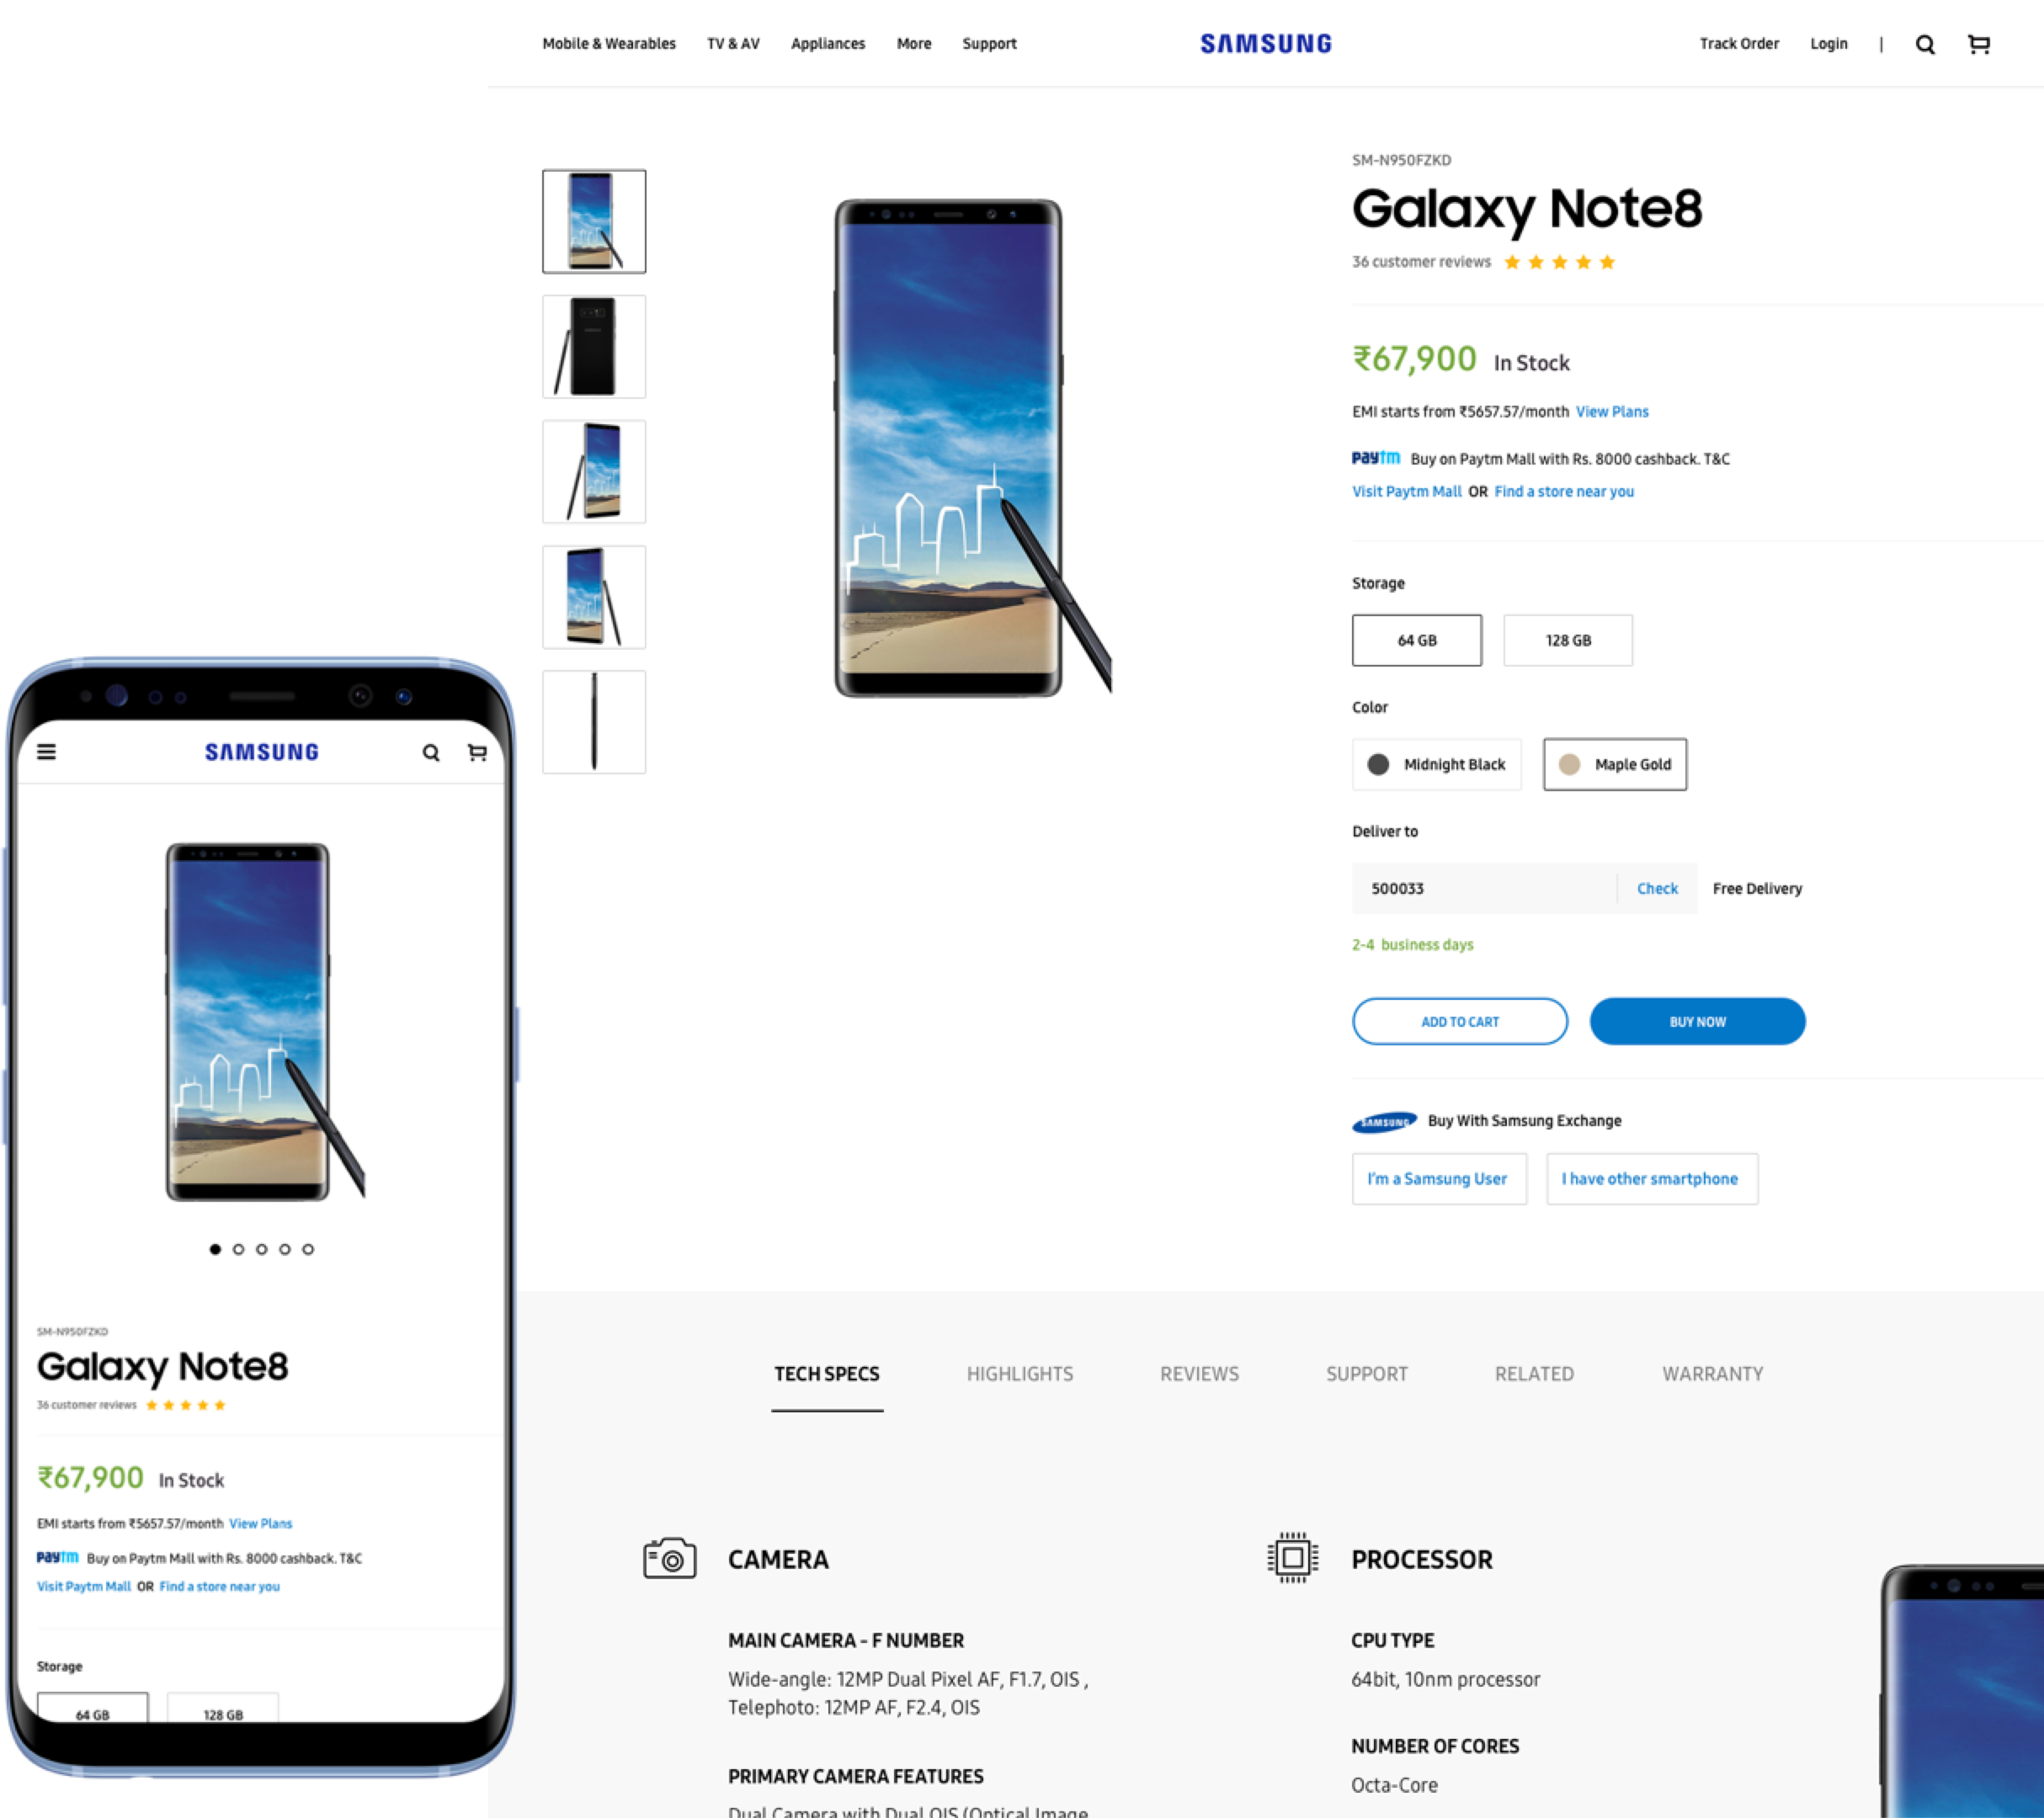 Mobile & Wearables TV & AV Appliances More Support SAMSUNG Track Order Login |
SM-N950FZKD
Galaxy Note8
36 customer reviews
₹67,900 In Stock
EMI starts from ₹5657.57/month View Plans
paytm Buy on Paytm Mall with Rs. 8000 cashback. T&C
Visit Paytm Mall OR Find a store near you
Storage
64 GB 128 GB
Color
Midnight Black Maple Gold
Deliver to
500033 Check Free Delivery
2-4 business days
ADD TO CART BUY NOW
SAMSUNG Buy With Samsung Exchange
I'm a Samsung User I have other smartphone
TECH SPECS HIGHLIGHTS REVIEWS SUPPORT RELATED WARRANTY
CAMERA
MAIN CAMERA - F NUMBER
Wide-angle: 12MP Dual Pixel AF, F1.7, OIS ,
Telephoto: 12MP AF, F2.4, OIS
PRIMARY CAMERA FEATURES
Dual Camera with Dual OIS (Optical Image
PROCESSOR
CPU TYPE
64bit, 10nm processor
NUMBER OF CORES
Octa-Core
SAMSUNG
SM-N950FZKD
Galaxy Note8
36 customer reviews
₹67,900 In Stock
EMI starts from ₹5657.57/month View Plans
paytm Buy on Paytm Mall with Rs. 8000 cashback. T&C
Visit Paytm Mall OR Find a store near you
Storage
64 GB 128 GB